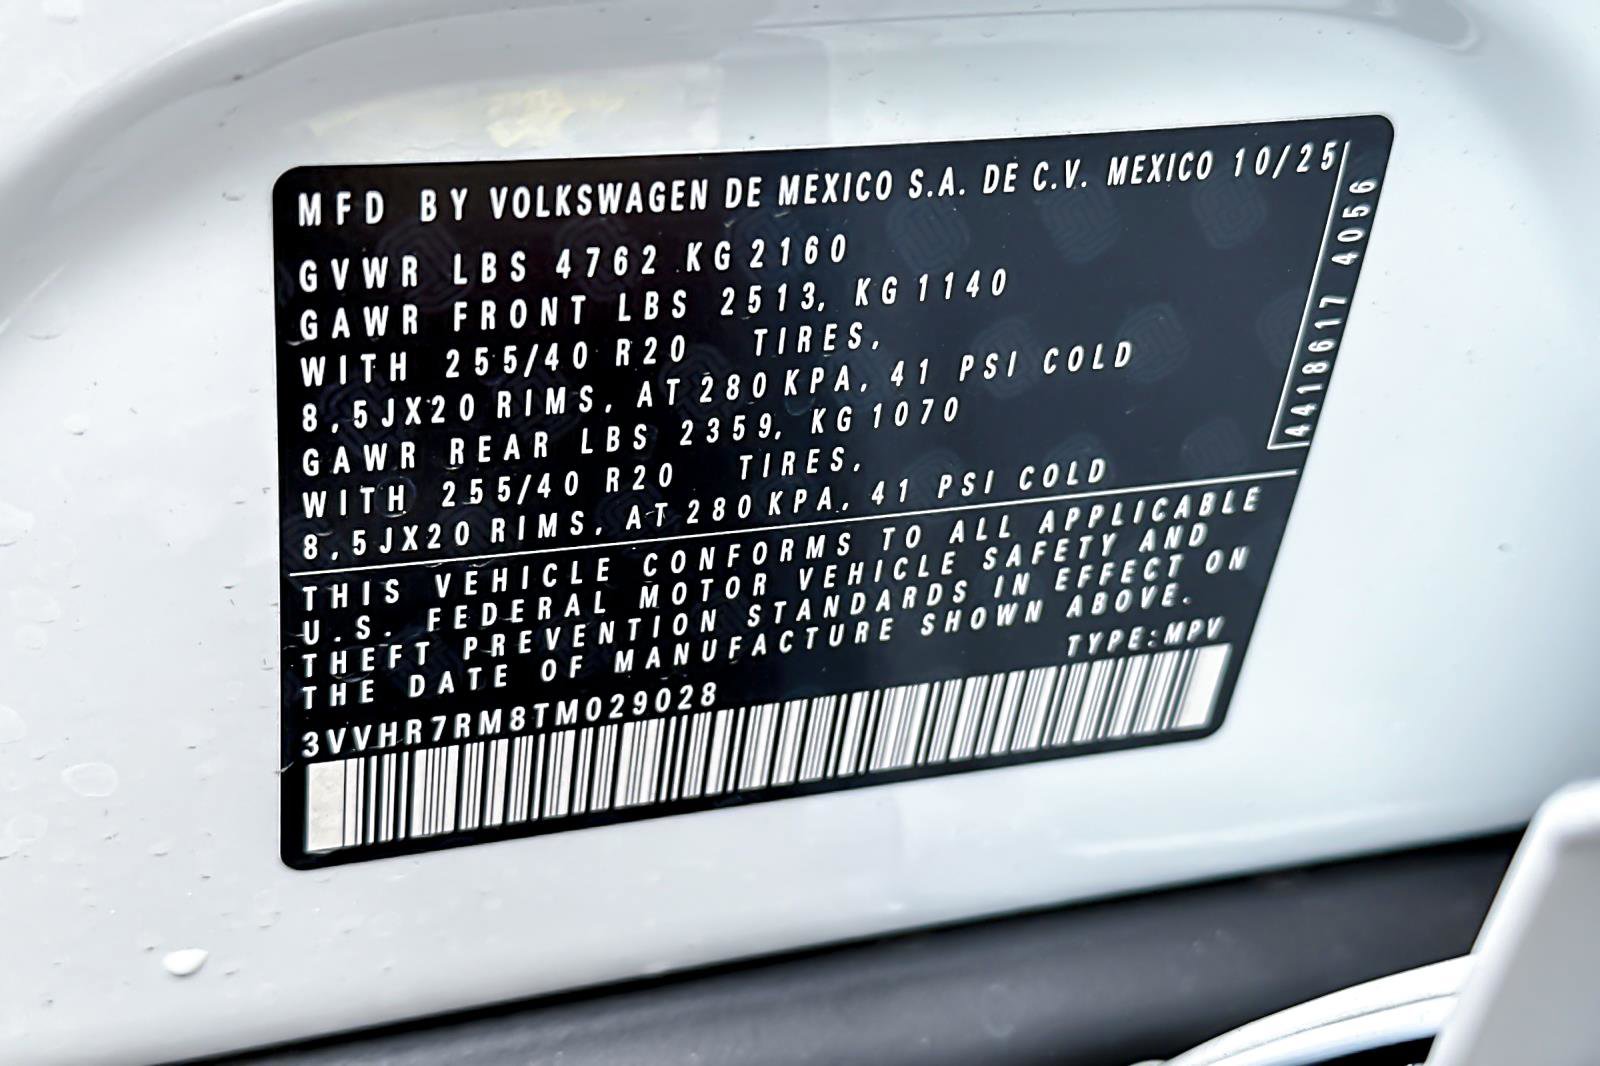 MFD BY VOLKSWAGEN DE MEXICO S.A. DE C.V. MEXICO 10/25
GVWR LBS 4762 KG 2160
GAWR FRONT LBS 2513, KG 1140
WITH 255/40 R20 TIRES,
8,5JX20 RIMS, AT 280 KPA, 41 PSI COLD
GAWR REAR LBS 2359, KG 1070
WITH 255/40 R20 TIRES,
8,5JX20 RIMS, AT 280 KPA, 41 PSI COLD
4418617 4056
THIS VEHICLE CONFORMS TO ALL APPLICABLE
U.S. FEDERAL MOTOR VEHICLE SAFETY AND
THEFT PREVENTION STANDARDS IN EFFECT ON
THE DATE OF MANUFACTURE SHOWN ABOVE.
TYPE:MPV
3VVHR7RM8TM029028